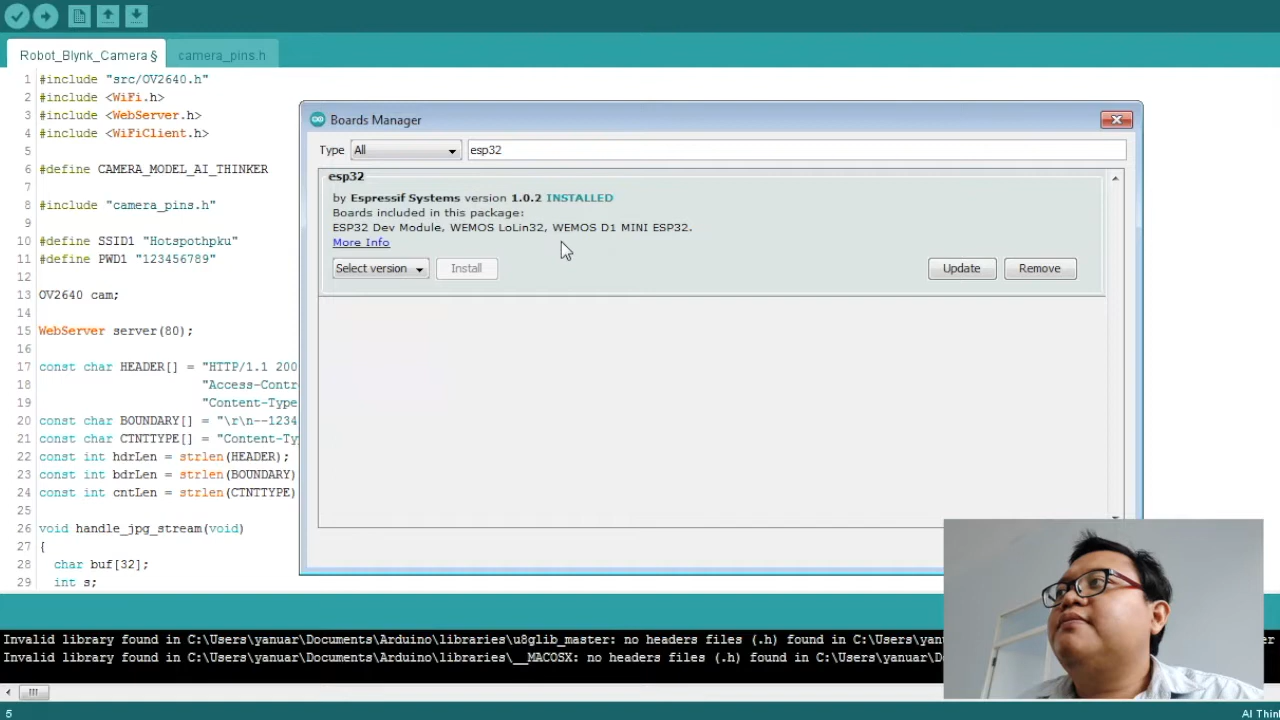 Robot_Blynk_Camera §
camera_pins.h
1 #include "src/OV2640.h"
2 #include <WiFi.h>
3 #include <WebServer.h>
4 #include <WiFiClient.h>
5
6 #define CAMERA_MODEL_AI_THINKER
7
8 #include "camera_pins.h"
9
10 #define SSID1 "Hotspothpku"
11 #define PWD1 "123456789"
12
13 OV2640 cam;
14
15 WebServer server(80);
16
17 const char HEADER[] = "HTTP/1.1 200
18 "Access-Contr
19 "Content-Type
20 const char BOUNDARY[] = "\r\n--1234
21 const char CTNTTYPE[] = "Content-Ty
22 const int hdrLen = strlen(HEADER);
23 const int bdrLen = strlen(BOUNDARY)
24 const int cntLen = strlen(CTNTTYPE)
25
26 void handle_jpg_stream(void)
27 {
28 char buf[32];
29 int s;
Boards Manager
Type All esp32
esp32
by Espressif Systems version 1.0.2 INSTALLED
Boards included in this package:
ESP32 Dev Module, WEMOS LoLin32, WEMOS D1 MINI ESP32.
More Info
Select version Install Update Remove
Invalid library found in C:\Users\yanuar\Documents\Arduino\libraries\u8glib_master: no headers files (.h) found in C:\Users\yan
Invalid library found in C:\Users\yanuar\Documents\Arduino\libraries\__MACOSX: no headers files (.h) found in C:\Users\yanuar\D
5
AI Thin